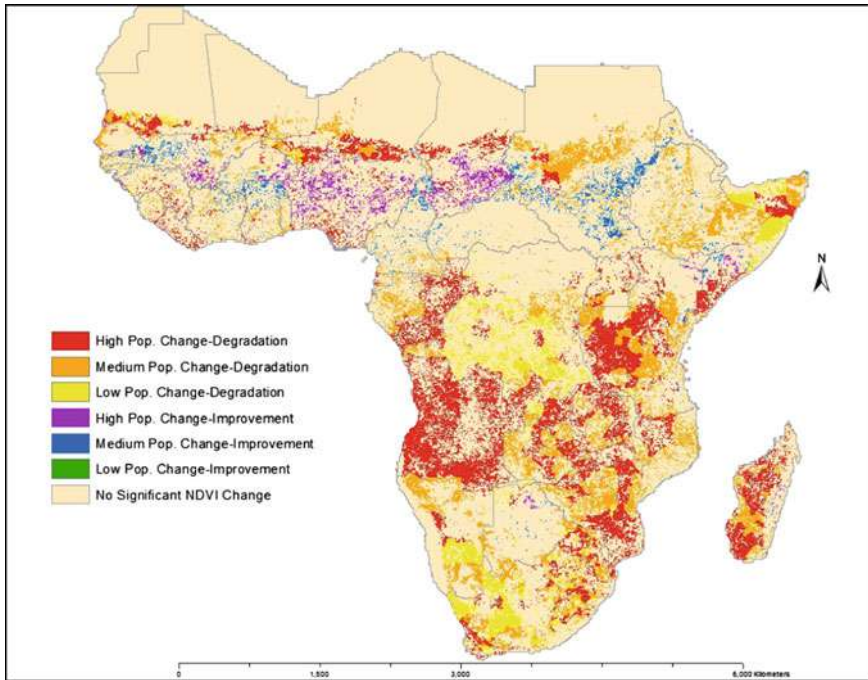 N
High Pop. Change-Degradation
Medium Pop. Change-Degradation
Low Pop. Change-Degradation
High Pop. Change-Improvement
Medium Pop. Change-Improvement
Low Pop. Change-Improvement
No Significant NDVI Change
0 1,500 3,000 6,000 Kilometers